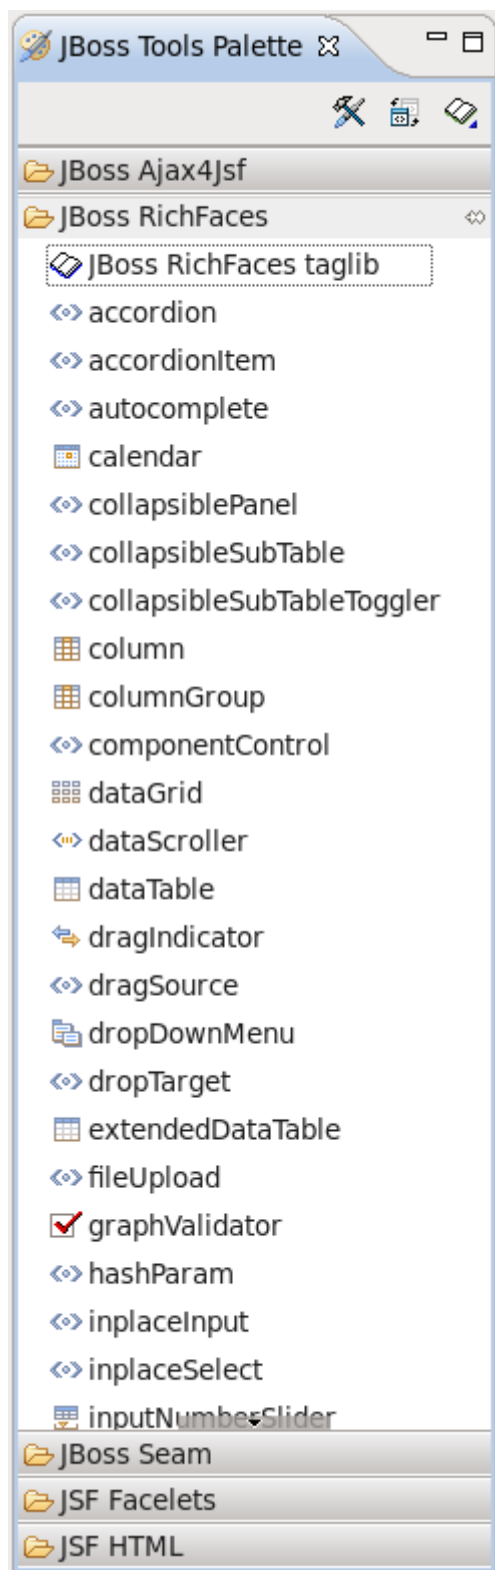 JBoss Tools Palette
JBoss Ajax4Jsf
JBoss RichFaces
JBoss RichFaces taglib
accordion
accordionItem
autocomplete
calendar
collapsiblePanel
collapsibleSubTable
collapsibleSubTableToggler
column
columnGroup
componentControl
dataGrid
dataScroller
dataTable
dragIndicator
dragSource
dropDownMenu
dropTarget
extendedDataTable
fileUpload
graphValidator
hashParam
inplaceInput
inplaceSelect
inputNumberSlider
JBoss Seam
JSF Facelets
JSF HTML